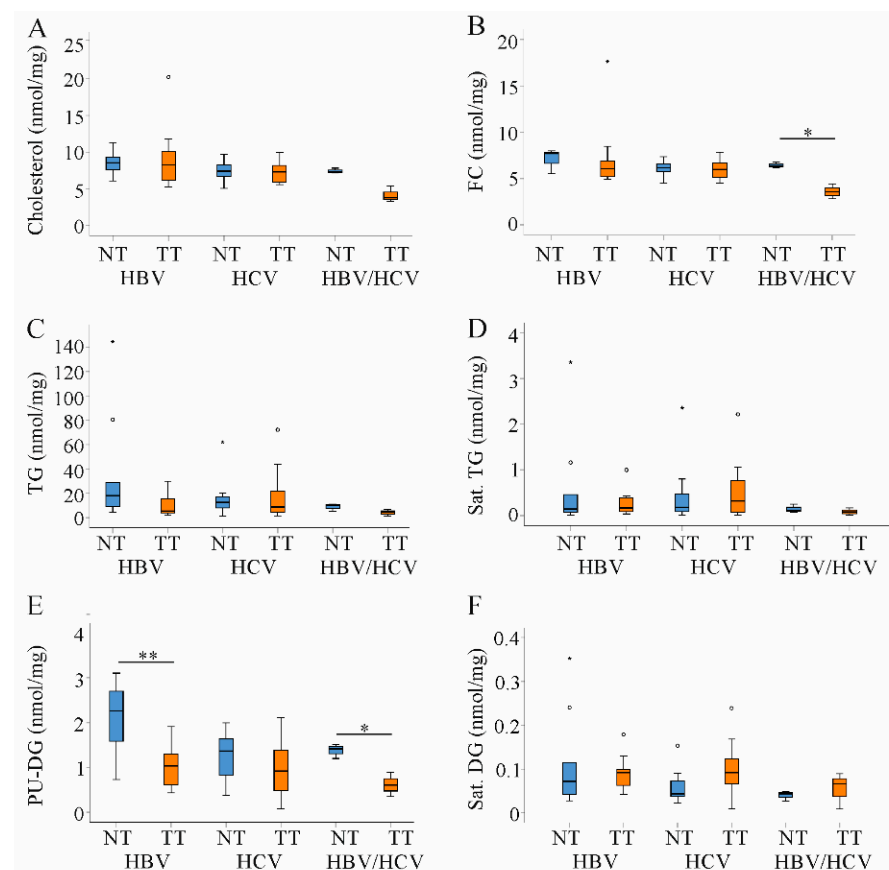 A
Cholesterol (nmol/mg)
25
20
15
10
5
0
NT TT NT TT NT TT
HBV HCV HBV/HCV
B
FC (nmol/mg)
20
15
10
5
0
*
NT TT NT TT NT TT
HBV HCV HBV/HCV
C
TG (nmol/mg)
140
120
100
80
60
40
20
0
NT TT NT TT NT TT
HBV HCV HBV/HCV
D
Sat. TG (nmol/mg)
4
3
2
1
0
NT TT NT TT NT TT
HBV HCV HBV/HCV
E
PU-DG (nmol/mg)
4
3
2
1
0
**
*
NT TT NT TT NT TT
HBV HCV HBV/HCV
F
Sat. DG (nmol/mg)
0.4
0.3
0.2
0.1
0
NT TT NT TT NT TT
HBV HCV HBV/HCV